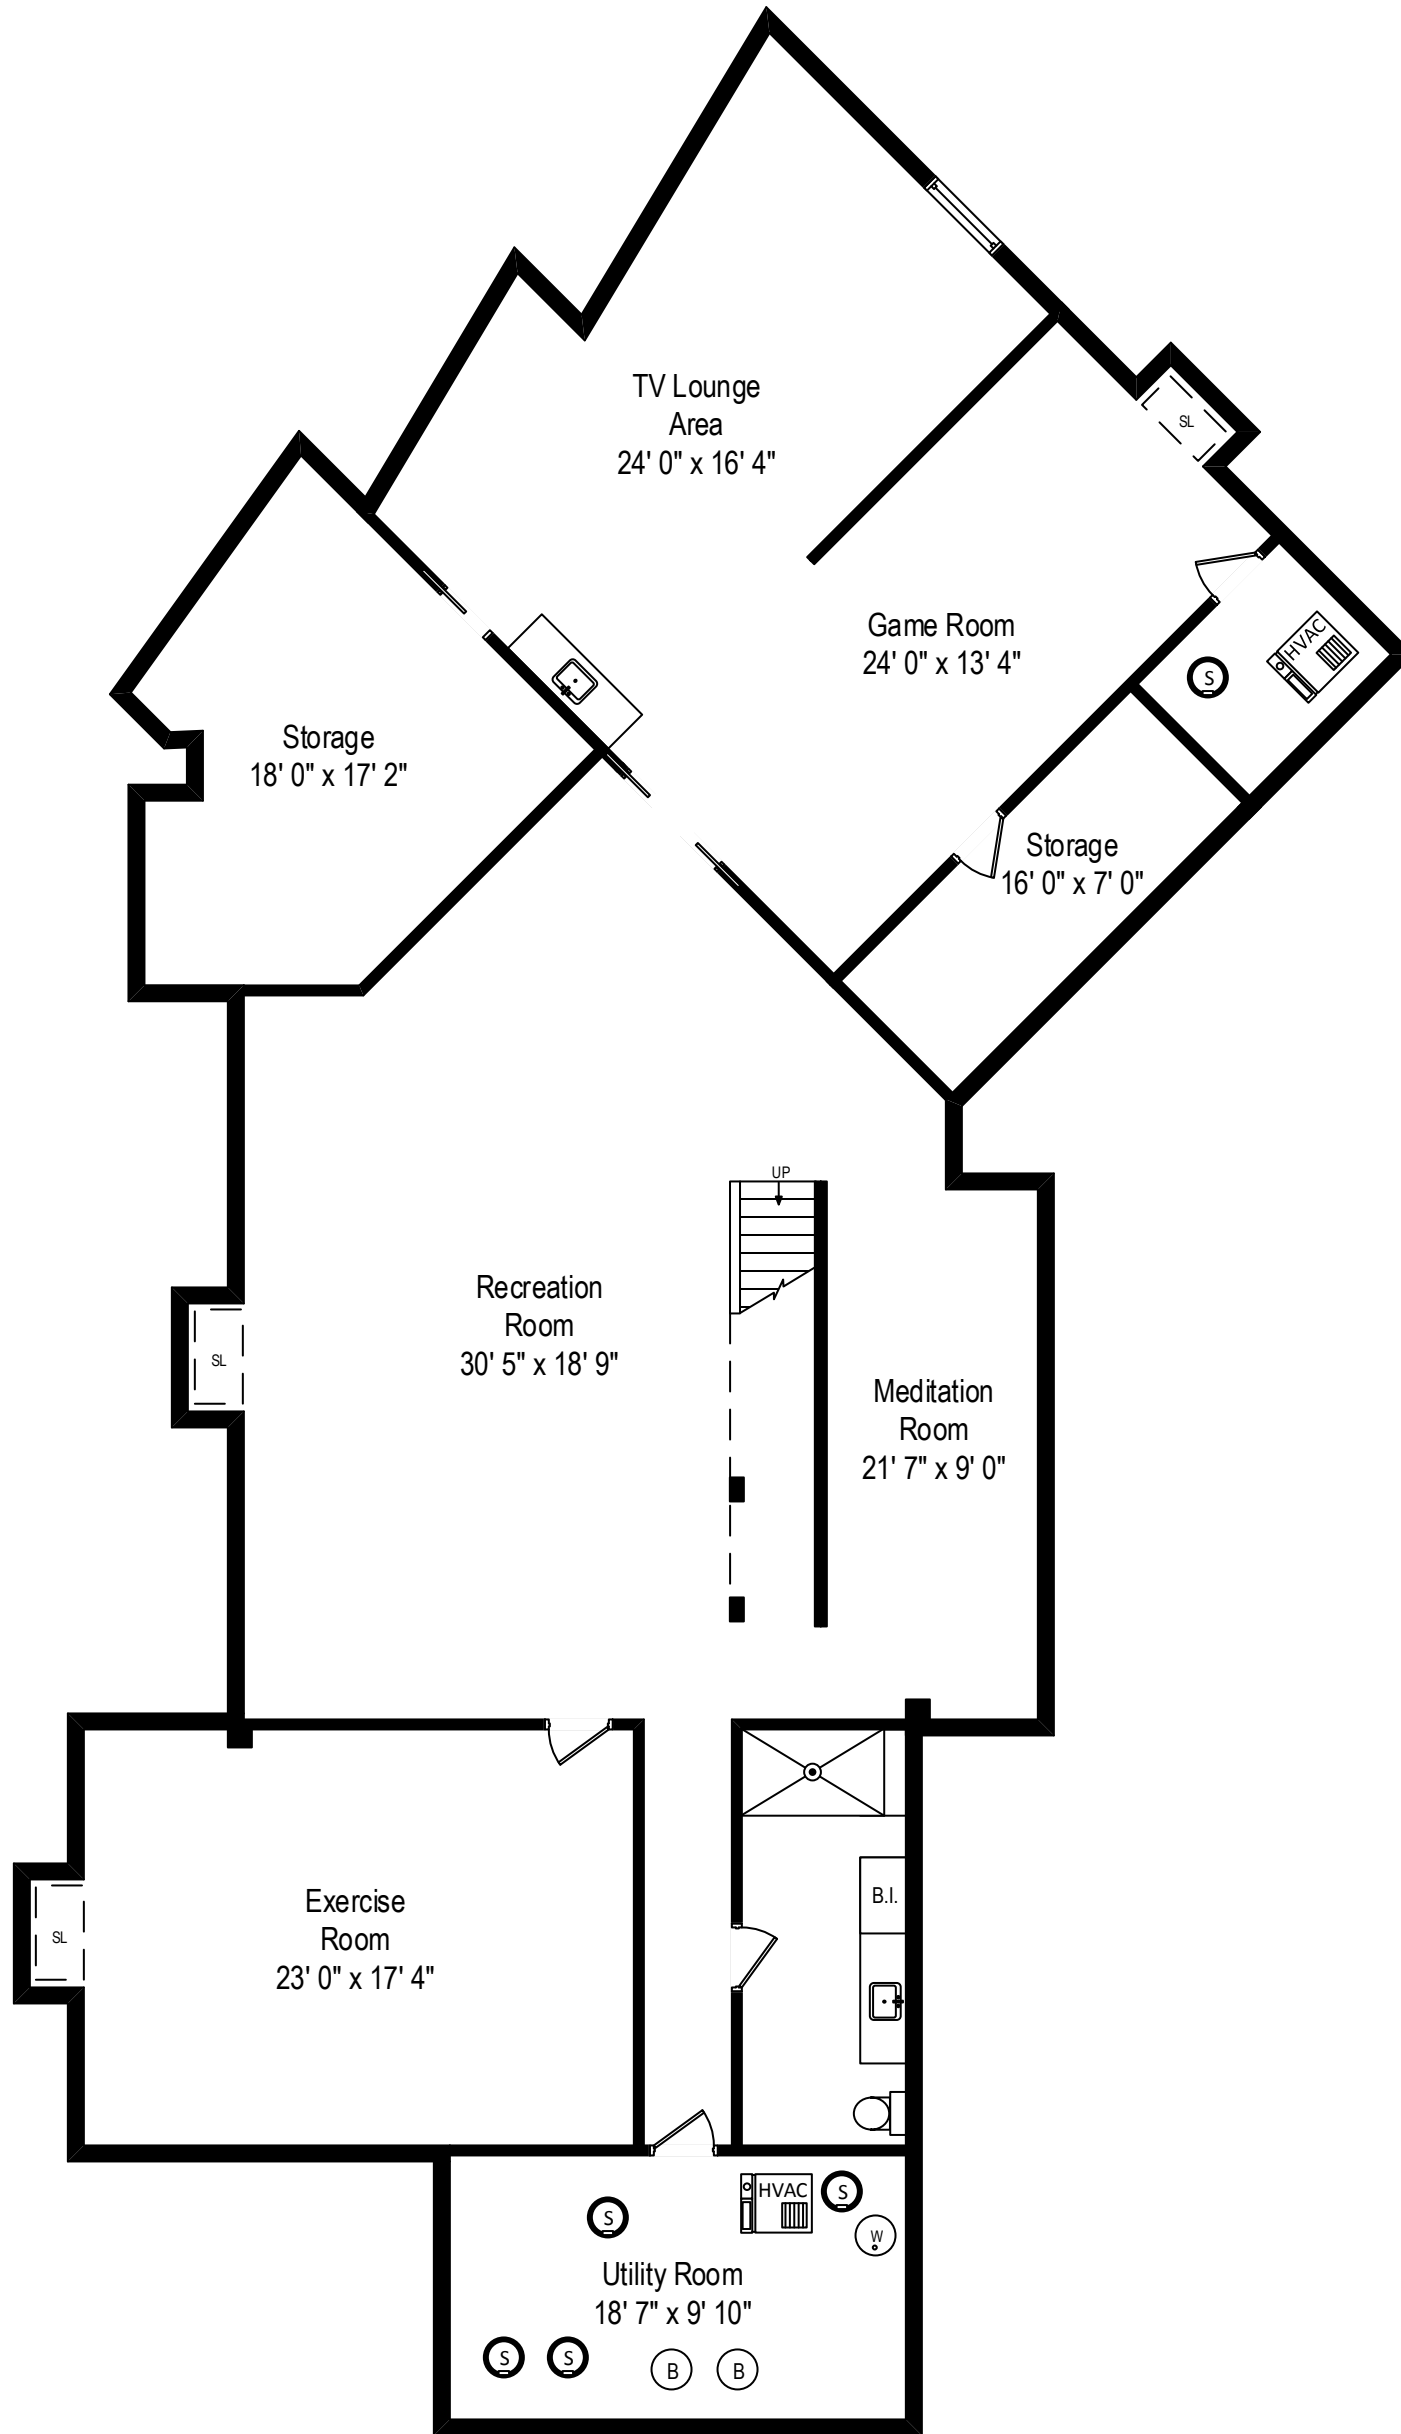 TV Lounge
Area
24' 0" x 16' 4"
SL
Game Room
24' 0" x 13' 4"
HVAC
S
Storage
18' 0" x 17' 2"
Storage
16' 0" x 7' 0"
UP
Recreation
Room
30' 5" x 18' 9"
SL
Meditation
Room
21' 7" x 9' 0"
Exercise
Room
23' 0" x 17' 4"
SL
B.I.
HVAC
S
S
W
Utility Room
18' 7" x 9' 10"
S
S
B
B